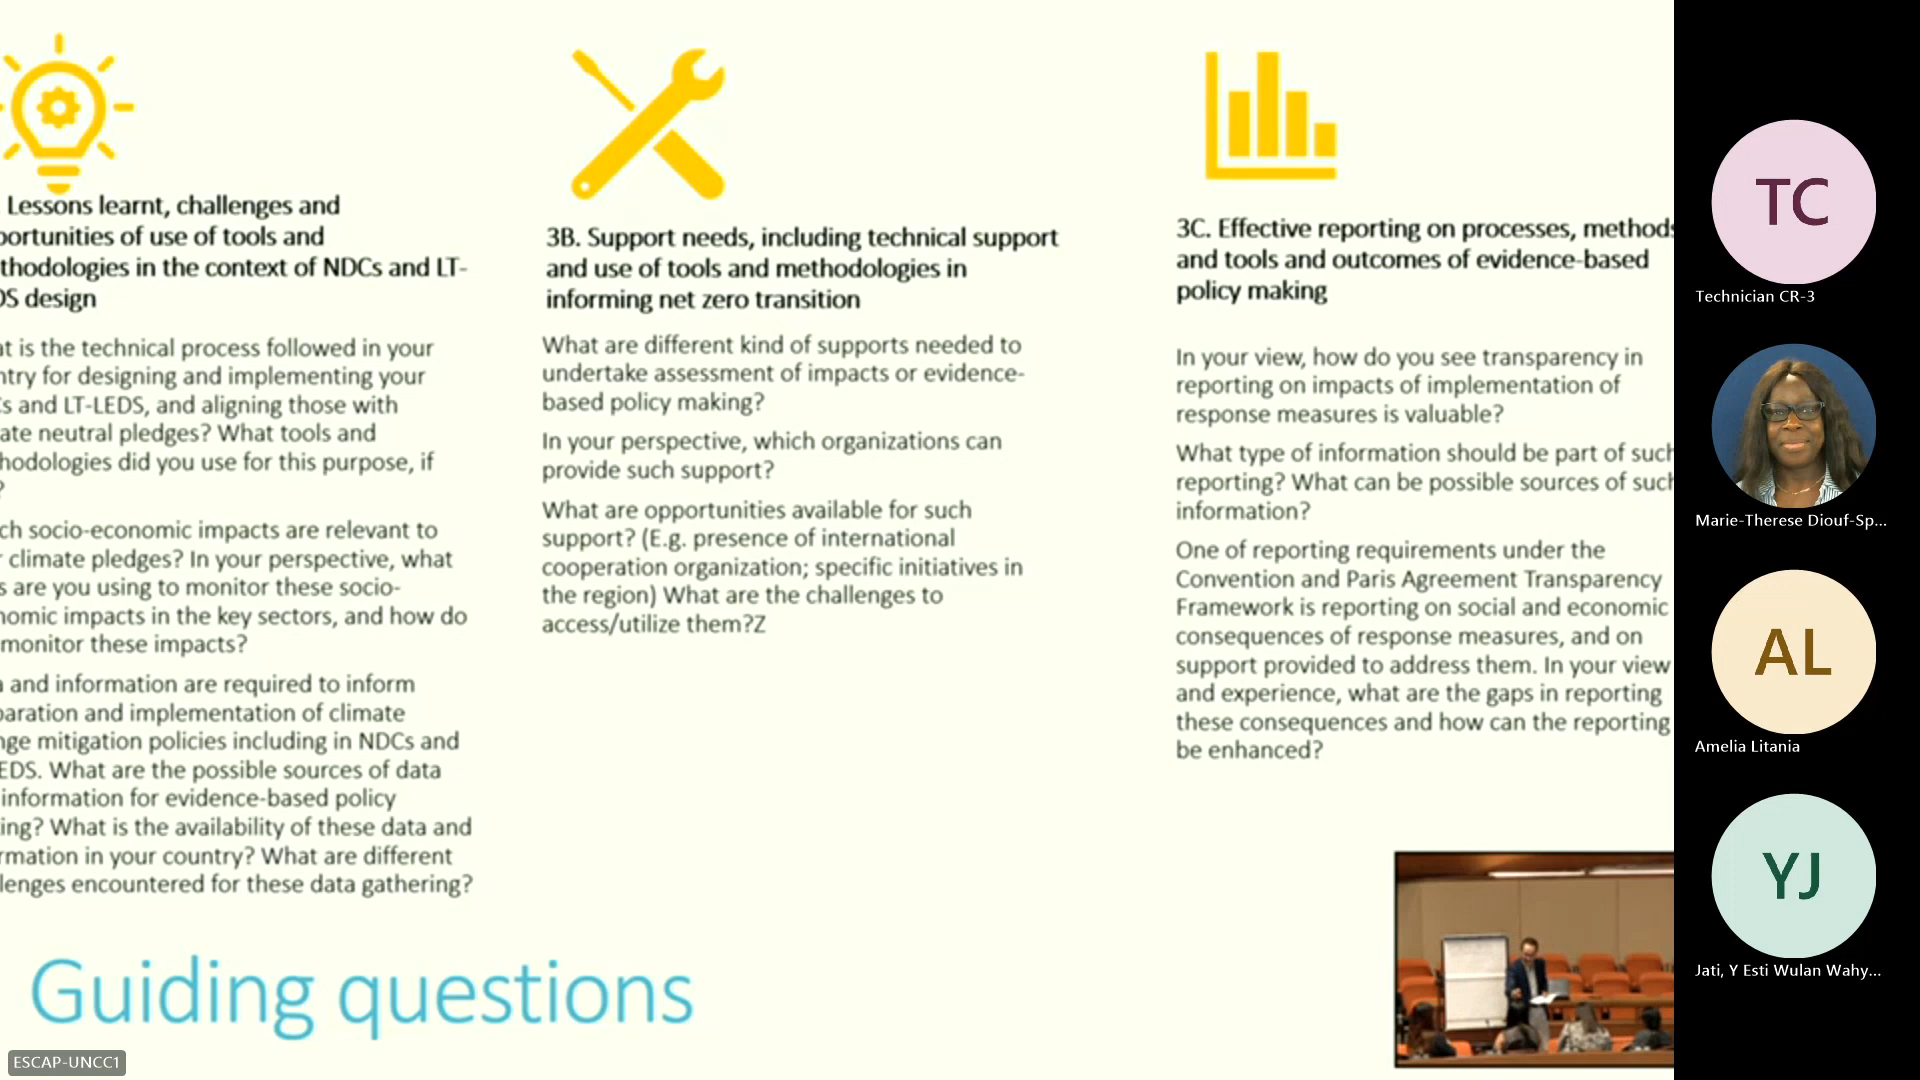 Lessons learnt, challenges and
portunities of use of tools and
thodologies in the context of NDCs and LT-
DS design
at is the technical process followed in your
ntry for designing and implementing your
s and LT-LEDS, and aligning those with
ate neutral pledges? What tools and
hodologies did you use for this purpose, if
?
ch socio-economic impacts are relevant to
r climate pledges? In your perspective, what
s are you using to monitor these socio-
nomic impacts in the key sectors, and how do
monitor these impacts?
a and information are required to inform
paration and implementation of climate
nge mitigation policies including in NDCs and
EDS. What are the possible sources of data
information for evidence-based policy
ing? What is the availability of these data and
rmation in your country? What are different
lenges encountered for these data gathering?
3B. Support needs, including technical support
and use of tools and methodologies in
informing net zero transition
What are different kind of supports needed to
undertake assessment of impacts or evidence-
based policy making?
In your perspective, which organizations can
provide such support?
What are opportunities available for such
support? (E.g. presence of international
cooperation organization; specific initiatives in
the region) What are the challenges to
access/utilize them?Z
3C. Effective reporting on processes, methods
and tools and outcomes of evidence-based
policy making
In your view, how do you see transparency in
reporting on impacts of implementation of
response measures is valuable?
What type of information should be part of such
reporting? What can be possible sources of such
information?
One of reporting requirements under the
Convention and Paris Agreement Transparency
Framework is reporting on social and economic
consequences of response measures, and on
support provided to address them. In your view
and experience, what are the gaps in reporting
these consequences and how can the reporting
be enhanced?
Guiding questions
ESCAP-UNCC1
TC
Technician CR-3
Marie-Therese Diouf-Sp...
AL
Amelia Litania
YJ
Jati, Y Esti Wulan Wahy...